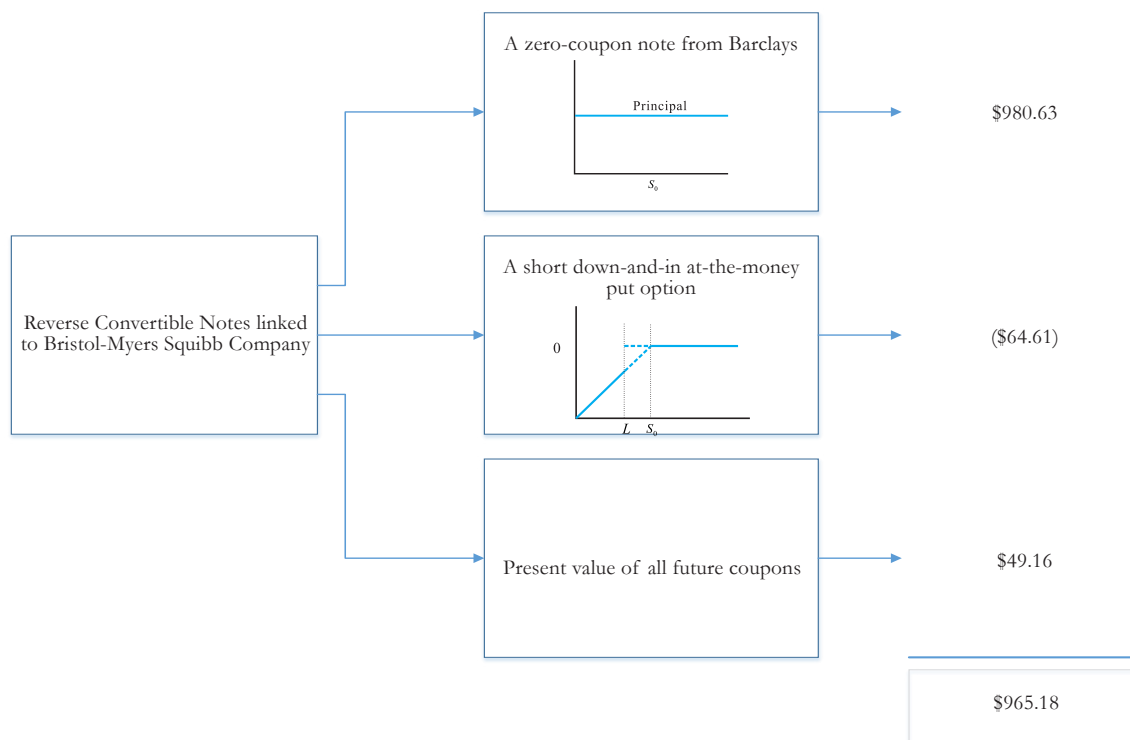 A zero-coupon note from Barclays
Principal
S₀
$980.63
Reverse Convertible Notes linked
to Bristol-Myers Squibb Company
A short down-and-in at-the-money
put option
0
L S₀
($64.61)
Present value of all future coupons
$49.16
$965.18